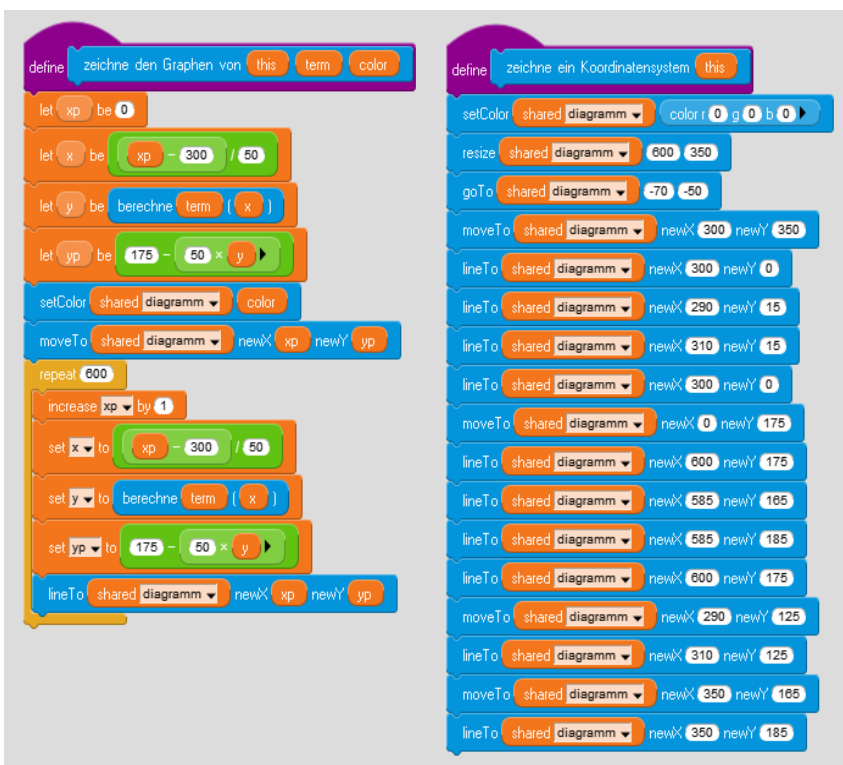 define zeichne den Graphen von this term color
let xp be 0
let x be xp − 300 / 50
let y be berechne term ( x )
let yp be 175 − 50 × y
setColor shared diagramm color
moveTo shared diagramm newX xp newY yp
repeat 600
increase xp by 1
set x to xp − 300 / 50
set y to berechne term ( x )
set yp to 175 − 50 × y
lineTo shared diagramm newX xp newY yp
define zeichne ein Koordinatensystem this
setColor shared diagramm color r 0 g 0 b 0
resize shared diagramm 600 350
goTo shared diagramm -70 -50
moveTo shared diagramm newX 300 newY 350
lineTo shared diagramm newX 300 newY 0
lineTo shared diagramm newX 290 newY 15
lineTo shared diagramm newX 310 newY 15
lineTo shared diagramm newX 300 newY 0
moveTo shared diagramm newX 0 newY 175
lineTo shared diagramm newX 600 newY 175
lineTo shared diagramm newX 585 newY 165
lineTo shared diagramm newX 585 newY 185
lineTo shared diagramm newX 600 newY 175
moveTo shared diagramm newX 290 newY 125
lineTo shared diagramm newX 310 newY 125
moveTo shared diagramm newX 350 newY 165
lineTo shared diagramm newX 350 newY 185